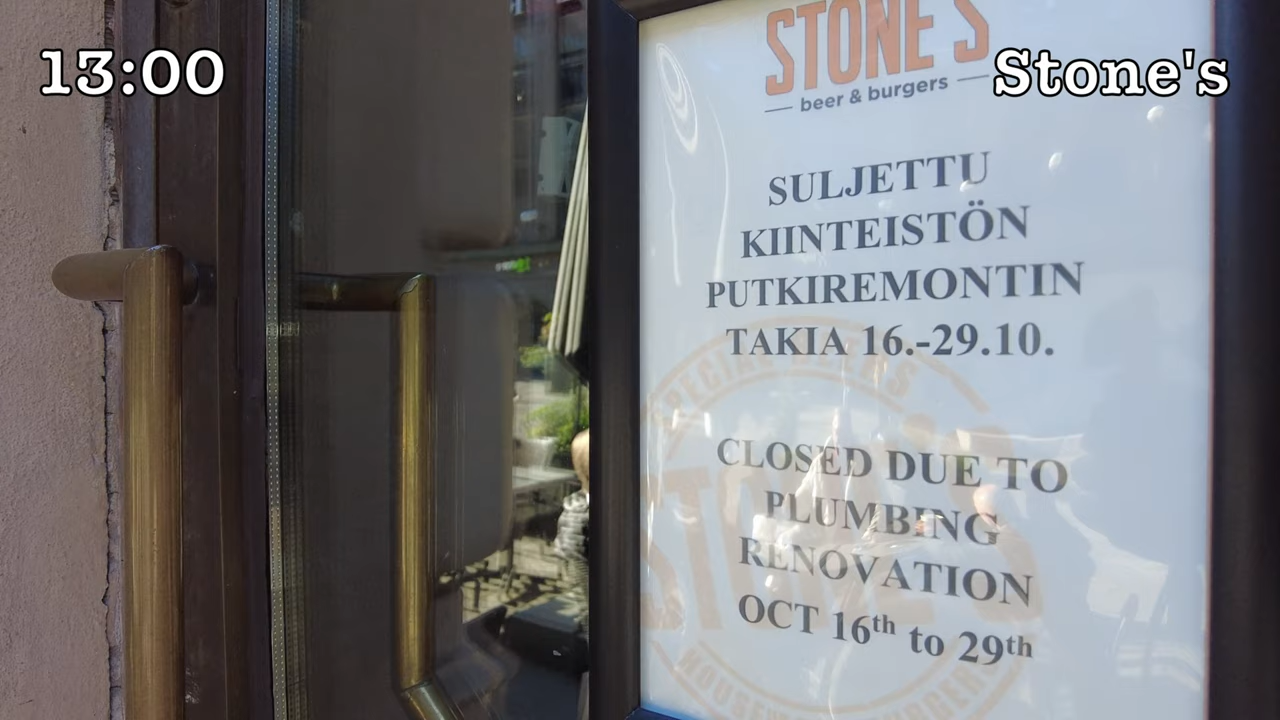 13:00
Stone's
STONE'S
beer & burgers
SULJETTU
KIINTEISTÖN
PUTKIREMONTIN
TAKIA 16.-29.10.
CLOSED DUE TO
PLUMBING
RENOVATION
OCT 16th to 29th
STONE'S